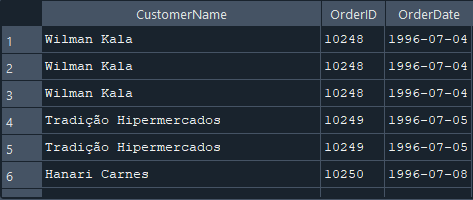 CustomerName OrderID OrderDate
1 Wilman Kala 10248 1996-07-04
2 Wilman Kala 10248 1996-07-04
3 Wilman Kala 10248 1996-07-04
4 Tradição Hipermercados 10249 1996-07-05
5 Tradição Hipermercados 10249 1996-07-05
6 Hanari Carnes 10250 1996-07-08